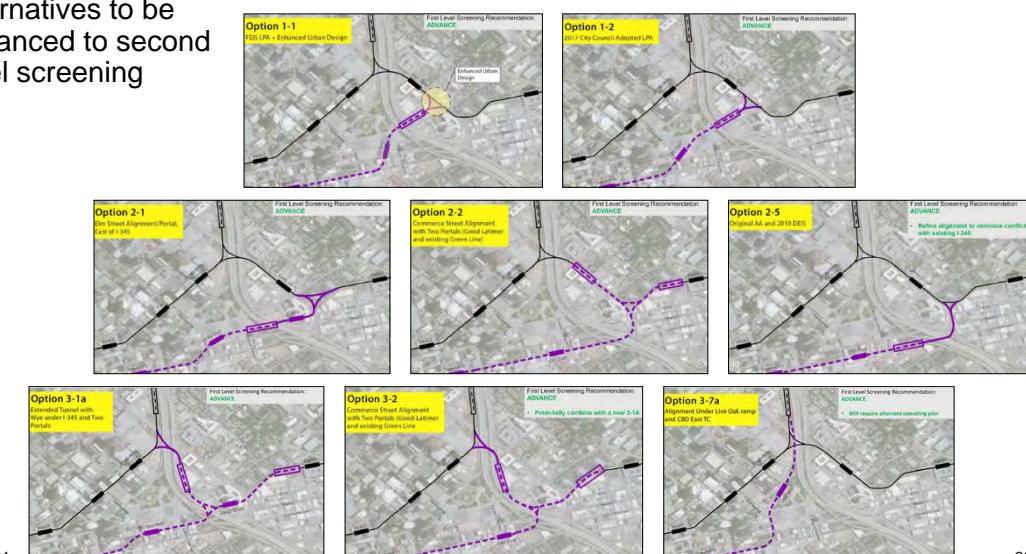 ernatives to be
anced to second
el screening
Option 1-1
FEIS LPA + Enhanced Urban Design
First Level Screening Recommendation:
ADVANCE
Enhanced Urban
Design
Option 1-2
2017 City Council Adopted LPA
First Level Screening Recommendation:
ADVANCE
Option 2-1
Elm Street Alignment/Portal,
East of I-345
First Level Screening Recommendation:
ADVANCE
Option 2-2
Commerce Street Alignment
with Two Portals (Good Latimer
and existing Green Line)
First Level Screening Recommendation:
ADVANCE
Option 2-5
Original AA and 2010 DEIS
First Level Screening Recommendation:
ADVANCE
• Refine alignment to minimize conflict
with existing I-345
Option 3-1a
Extended Tunnel with
Wye under I-345 and Two
Portals
First Level Screening Recommendation:
ADVANCE
Option 3-2
Commerce Street Alignment
with Two Portals (Good-Latimer
and existing Green Line
First Level Screening Recommendation:
ADVANCE
• Potentially combine with a new 3-1A
Option 3-7a
Alignment Under Live Oak ramp
and CBD East TC
First Level Screening Recommendation:
ADVANCE
• Will require alternate operating plan